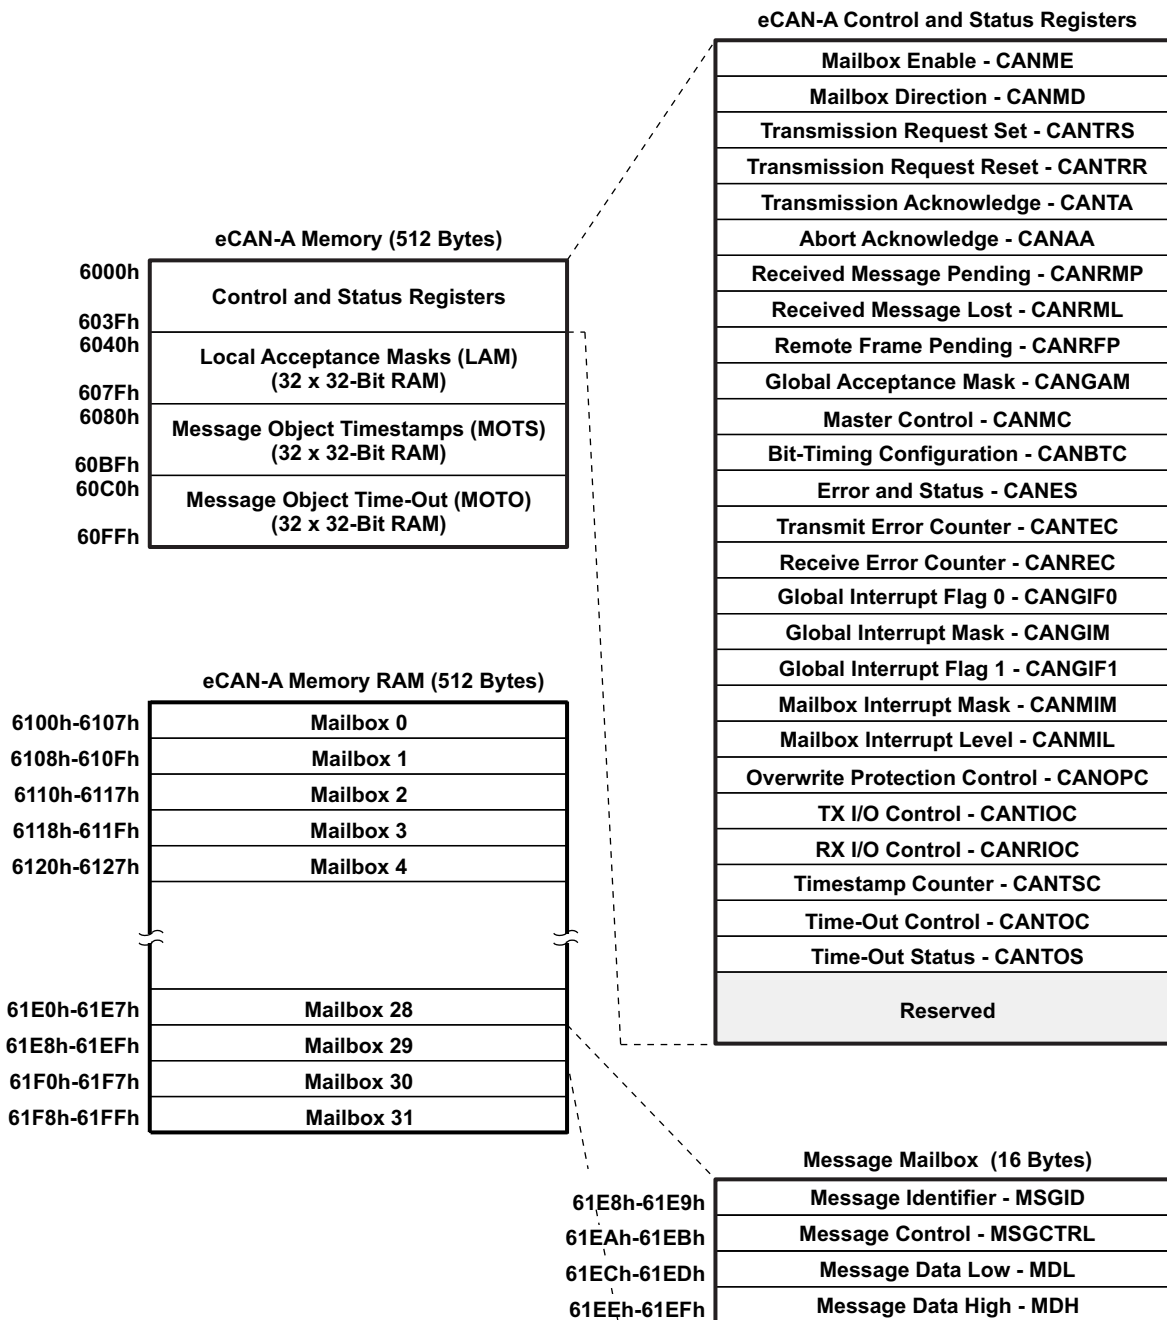 eCAN-A Control and Status Registers
Mailbox Enable - CANME
Mailbox Direction - CANMD
Transmission Request Set - CANTRS
Transmission Request Reset - CANTRR
Transmission Acknowledge - CANTA
Abort Acknowledge - CANAA
Received Message Pending - CANRMP
Received Message Lost - CANRML
Remote Frame Pending - CANRFP
Global Acceptance Mask - CANGAM
Master Control - CANMC
Bit-Timing Configuration - CANBTC
Error and Status - CANES
Transmit Error Counter - CANTEC
Receive Error Counter - CANREC
Global Interrupt Flag 0 - CANGIF0
Global Interrupt Mask - CANGIM
Global Interrupt Flag 1 - CANGIF1
Mailbox Interrupt Mask - CANMIM
Mailbox Interrupt Level - CANMIL
Overwrite Protection Control - CANOPC
TX I/O Control - CANTIOC
RX I/O Control - CANRIOC
Timestamp Counter - CANTSC
Time-Out Control - CANTOC
Time-Out Status - CANTOS
Reserved
eCAN-A Memory (512 Bytes)
6000h
Control and Status Registers
603Fh
6040h
Local Acceptance Masks (LAM)
(32 x 32-Bit RAM)
607Fh
6080h
Message Object Timestamps (MOTS)
(32 x 32-Bit RAM)
60BFh
60C0h
Message Object Time-Out (MOTO)
(32 x 32-Bit RAM)
60FFh
eCAN-A Memory RAM (512 Bytes)
6100h-6107h Mailbox 0
6108h-610Fh Mailbox 1
6110h-6117h Mailbox 2
6118h-611Fh Mailbox 3
6120h-6127h Mailbox 4
61E0h-61E7h Mailbox 28
61E8h-61EFh Mailbox 29
61F0h-61F7h Mailbox 30
61F8h-61FFh Mailbox 31
Message Mailbox (16 Bytes)
61E8h-61E9h Message Identifier - MSGID
61EAh-61EBh Message Control - MSGCTRL
61ECh-61EDh Message Data Low - MDL
61EEh-61EFh Message Data High - MDH